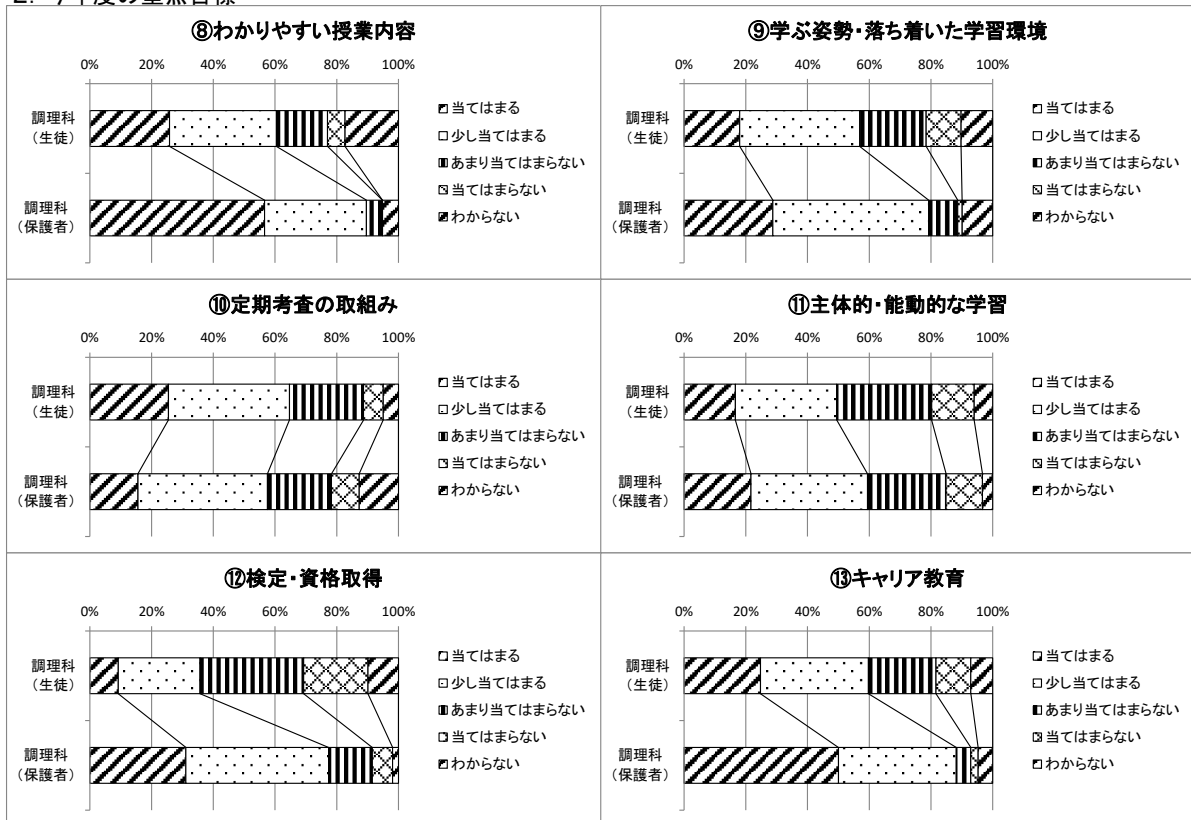 2. 今年度の重点目標
⑧わかりやすい授業内容
0% 20% 40% 60% 80% 100%
調理科
（生徒）
調理科
（保護者）
当てはまる
少し当てはまる
あまり当てはまらない
当てはまらない
わからない
⑨学ぶ姿勢・落ち着いた学習環境
0% 20% 40% 60% 80% 100%
調理科
（生徒）
調理科
（保護者）
当てはまる
少し当てはまる
あまり当てはまらない
当てはまらない
わからない
⑩定期考査の取組み
0% 20% 40% 60% 80% 100%
調理科
（生徒）
調理科
（保護者）
当てはまる
少し当てはまる
あまり当てはまらない
当てはまらない
わからない
⑪主体的・能動的な学習
0% 20% 40% 60% 80% 100%
調理科
（生徒）
調理科
（保護者）
当てはまる
少し当てはまる
あまり当てはまらない
当てはまらない
わからない
⑫検定・資格取得
0% 20% 40% 60% 80% 100%
調理科
（生徒）
調理科
（保護者）
当てはまる
少し当てはまる
あまり当てはまらない
当てはまらない
わからない
⑬キャリア教育
0% 20% 40% 60% 80% 100%
調理科
（生徒）
調理科
（保護者）
当てはまる
少し当てはまる
あまり当てはまらない
当てはまらない
わからない